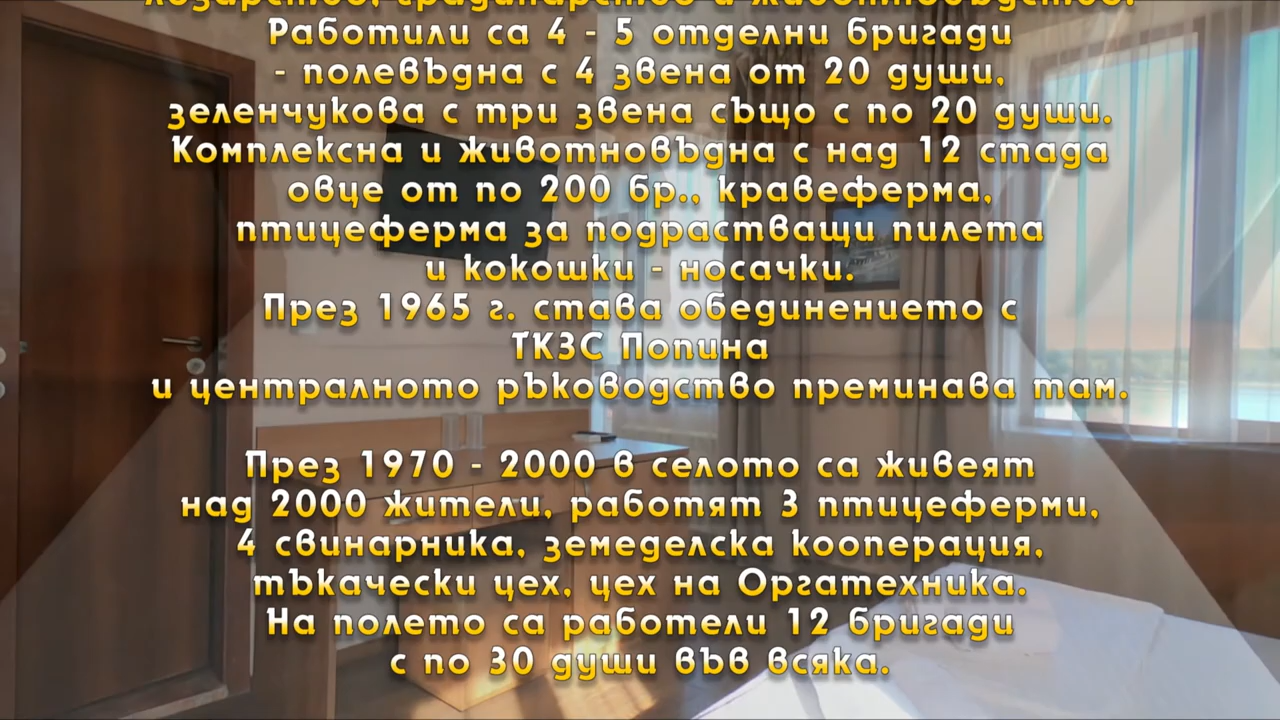 лозарство, градинарство и животновъдство.
Работили са 4 - 5 отделни бригади
- полевъдна с 4 звена от 20 души,
зеленчукова с три звена също с по 20 души.
Комплексна и животновъдна с над 12 стада
овце от по 200 бр., кравеферма,
птицеферма за подрастващи пилета
и кокошки - носачки.
През 1965 г. става обединението с
ТКЗС Попина
и централното ръководство преминава там.
През 1970 - 2000 в селото са живеят
над 2000 жители, работят 3 птицеферми,
4 свинарника, земеделска кооперация,
тъкачески цех, цех на Оргатехника.
На полето са работели 12 бригади
с по 30 души във всяка.